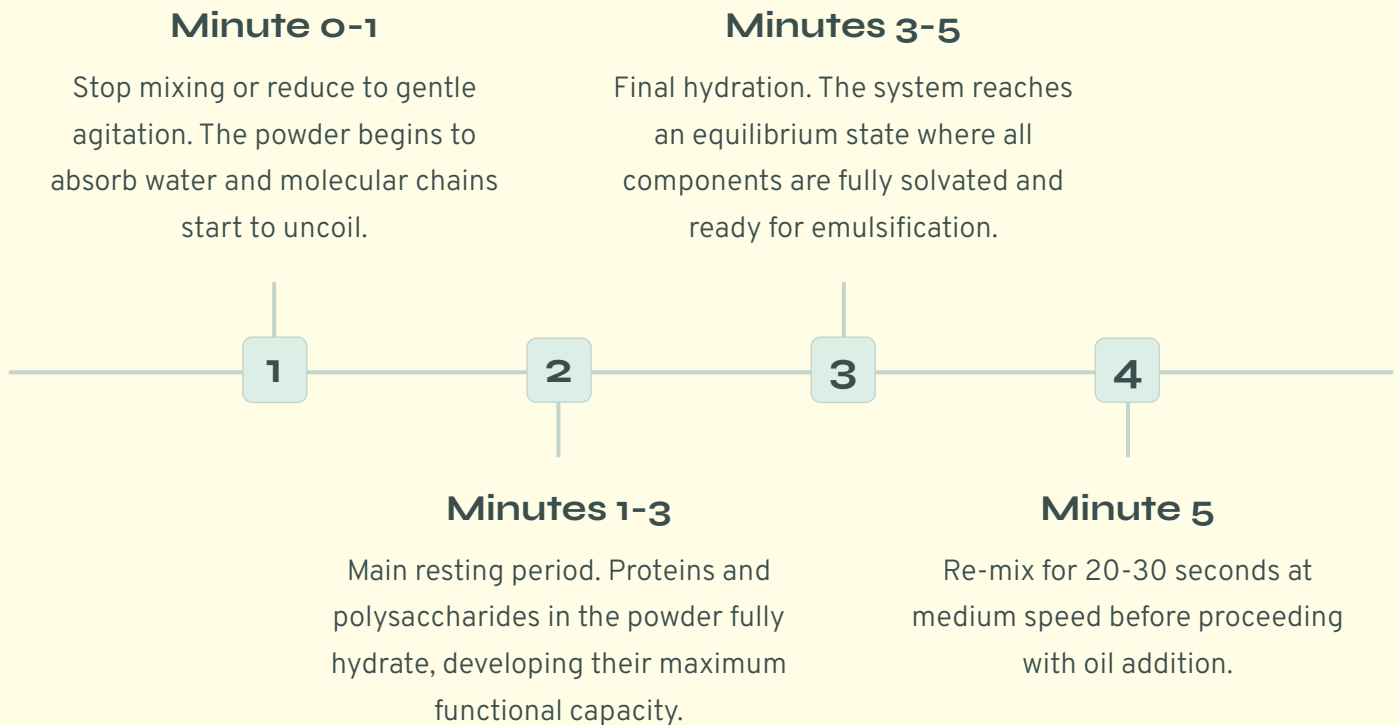 Minute 0-1
Stop mixing or reduce to gentle
agitation. The powder begins to
absorb water and molecular chains
start to uncoil.
Minutes 3-5
Final hydration. The system reaches
an equilibrium state where all
components are fully solvated and
ready for emulsification.
1
2
3
4
Minutes 1-3
Main resting period. Proteins and
polysaccharides in the powder fully
hydrate, developing their maximum
functional capacity.
Minute 5
Re-mix for 20-30 seconds at
medium speed before proceeding
with oil addition.